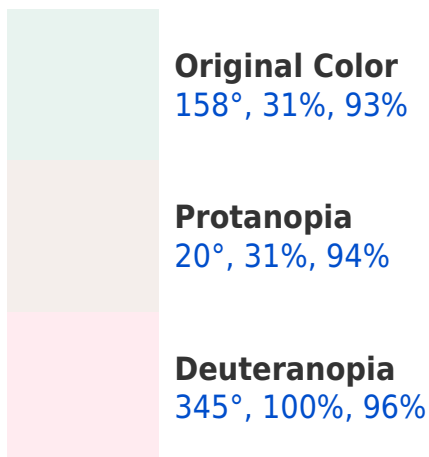 Original Color
158°, 31%, 93%
Protanopia
20°, 31%, 94%
Deuteranopia
345°, 100%, 96%